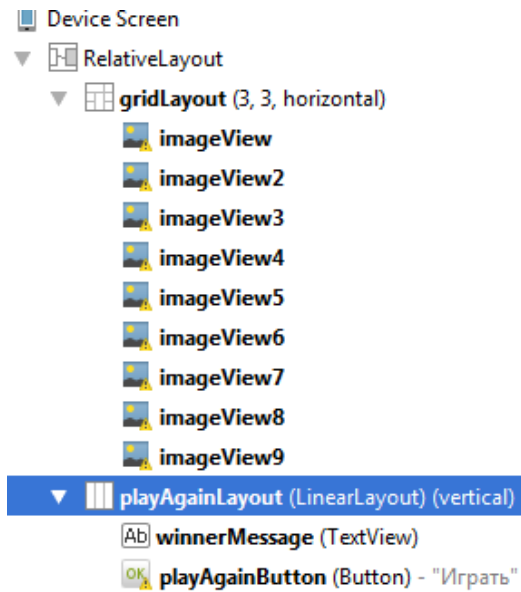 Device Screen
RelativeLayout
gridLayout (3, 3, horizontal)
imageView
imageView2
imageView3
imageView4
imageView5
imageView6
imageView7
imageView8
imageView9
playAgainLayout (LinearLayout) (vertical)
Ab winnerMessage (TextView)
OK playAgainButton (Button) - "Играть"